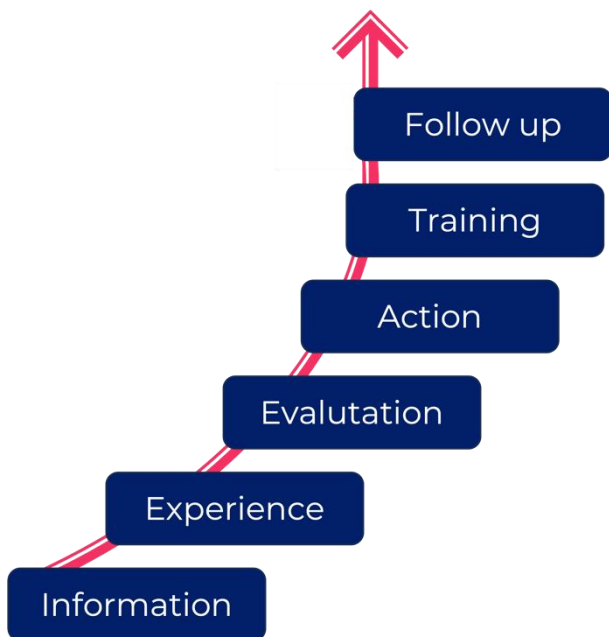 Follow up
Training
Action
Evalutation
Experience
Information